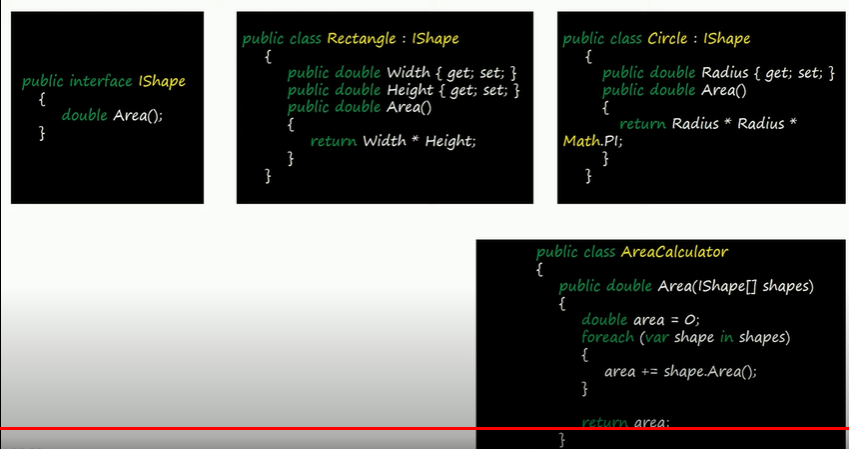 public interface IShape
{
double Area();
}
public class Rectangle : IShape
{
public double Width { get; set; }
public double Height { get; set; }
public double Area()
{
return Width * Height;
}
}
public class Circle : IShape
{
public double Radius { get; set; }
public double Area()
{
return Radius * Radius *
Math.PI;
}
}
public class AreaCalculator
{
public double Area(IShape[] shapes)
{
double area = 0;
foreach (var shape in shapes)
{
area += shape.Area();
}
return area;
}